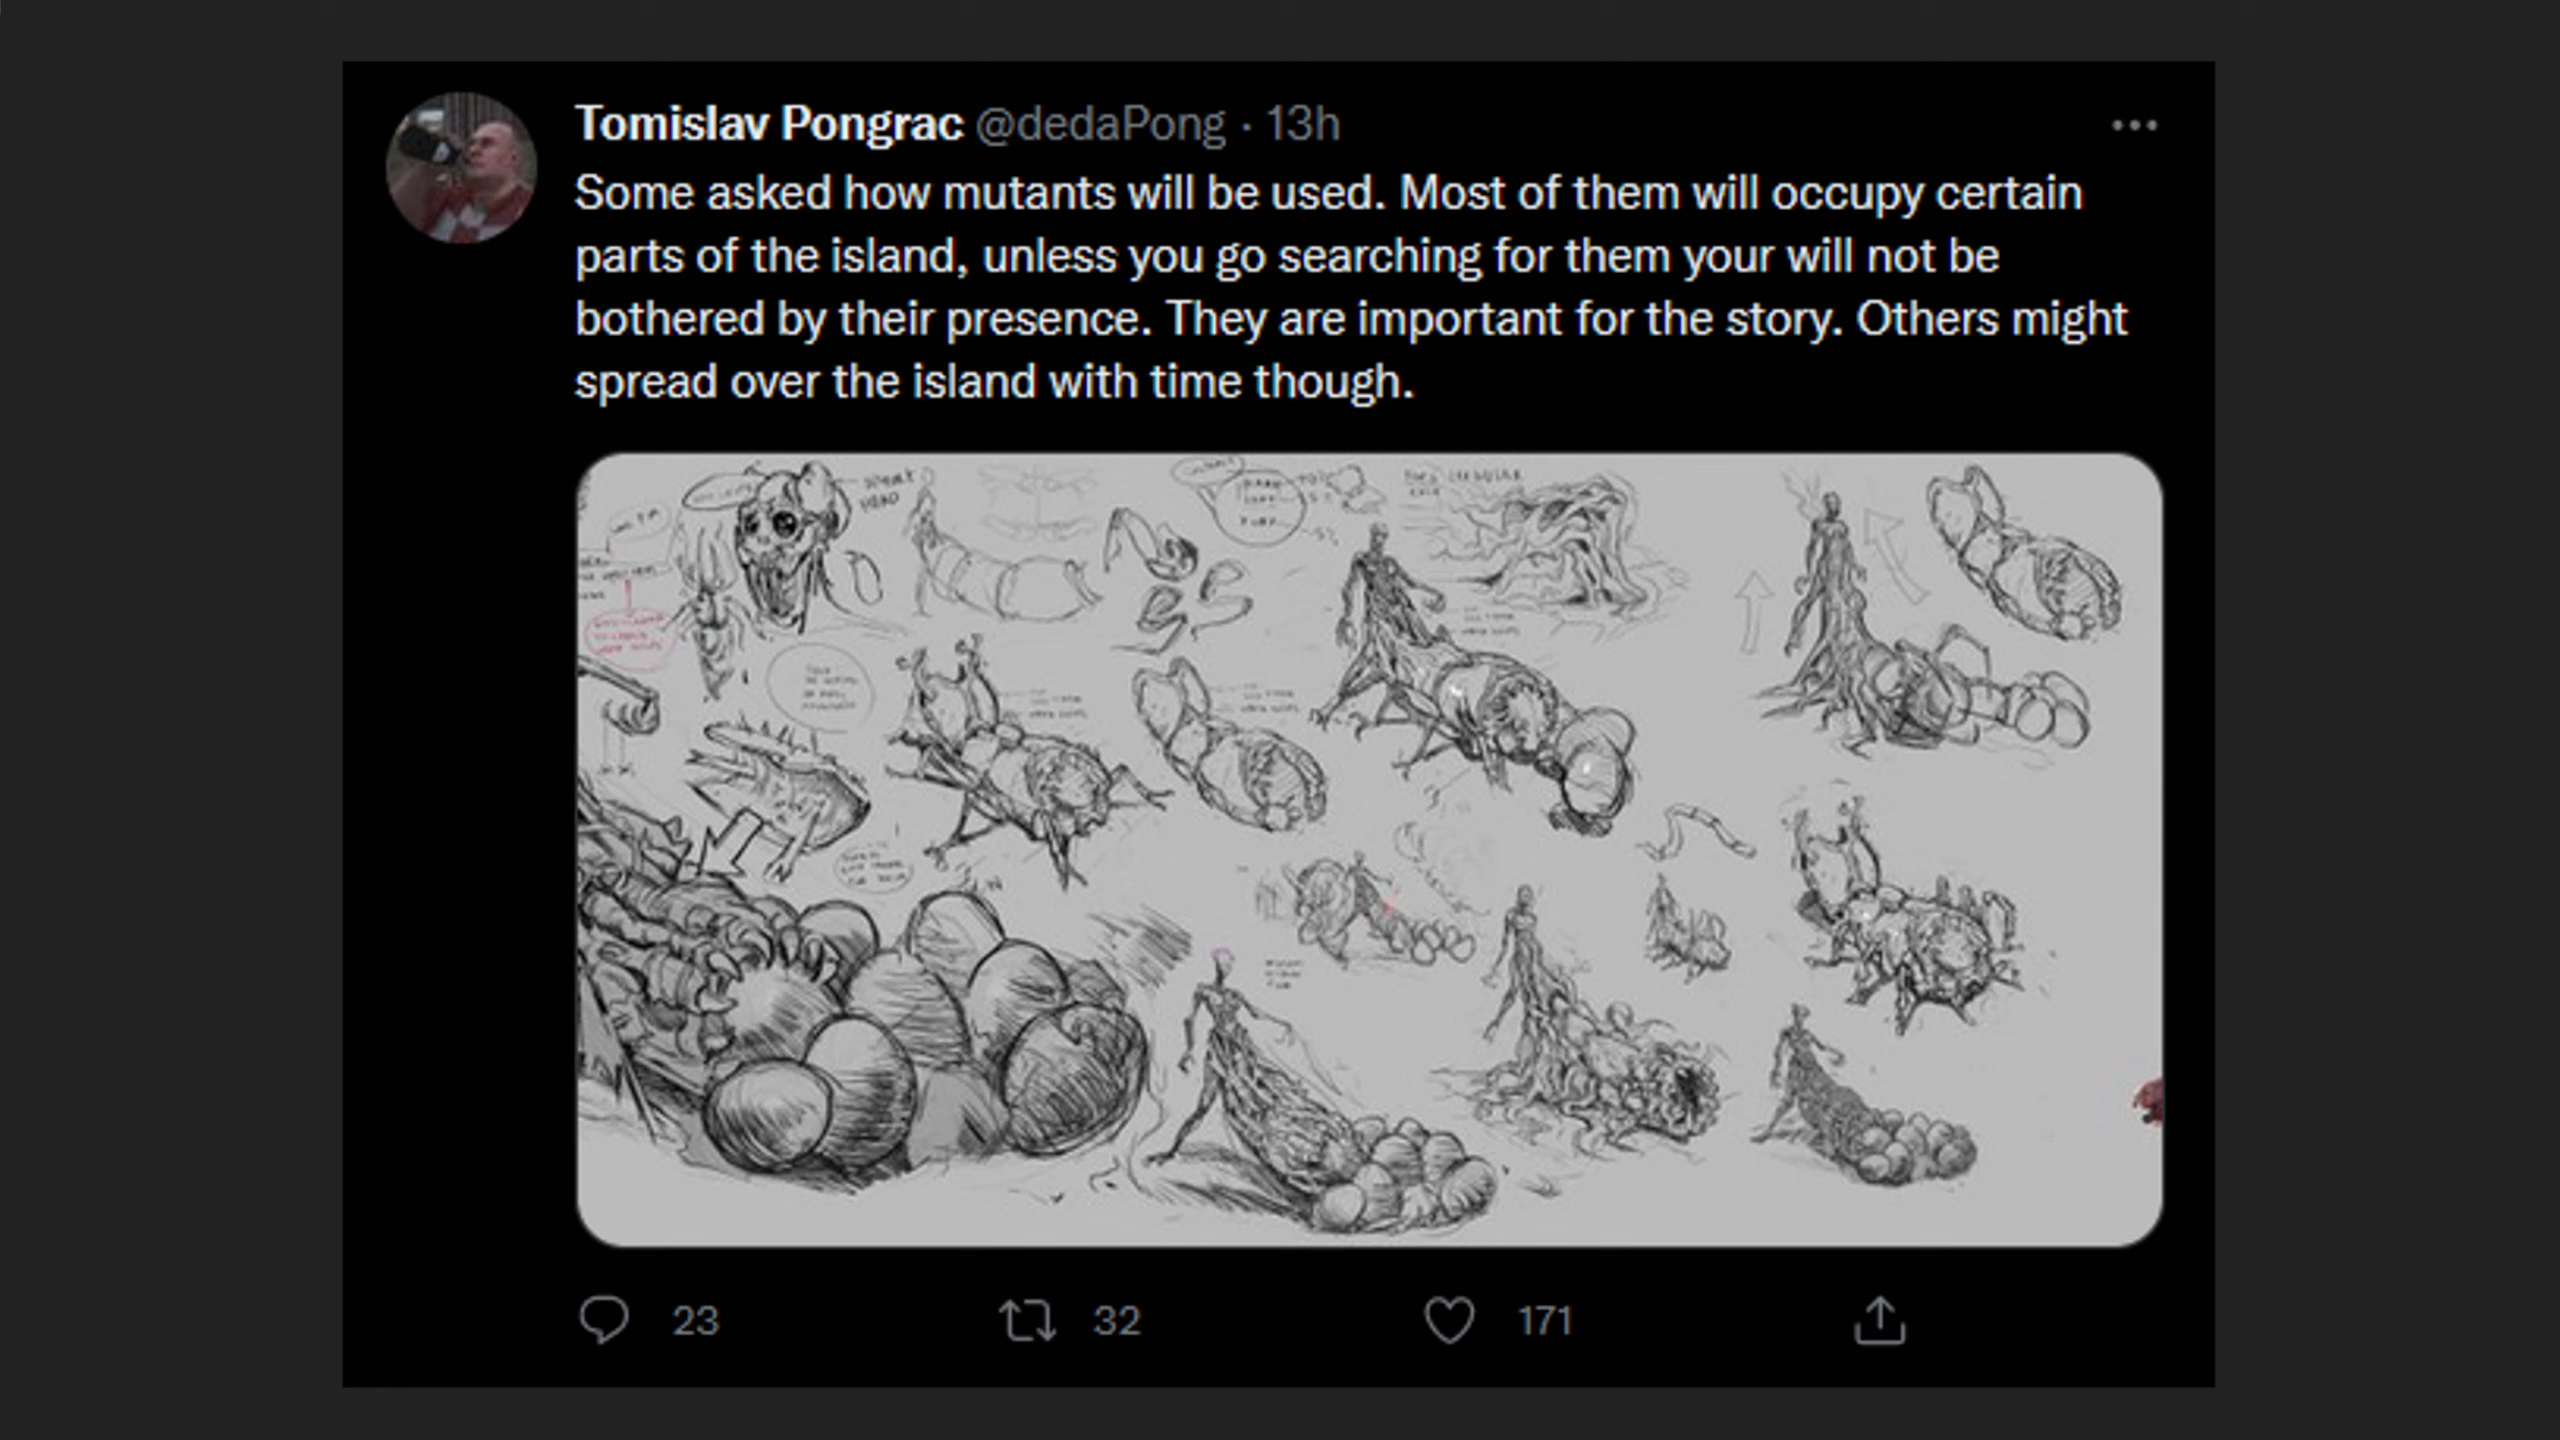 Tomislav Pongrac @dedaPong · 13h
Some asked how mutants will be used. Most of them will occupy certain
parts of the island, unless you go searching for them your will not be
bothered by their presence. They are important for the story. Others might
spread over the island with time though.
HEAD
23 32 171